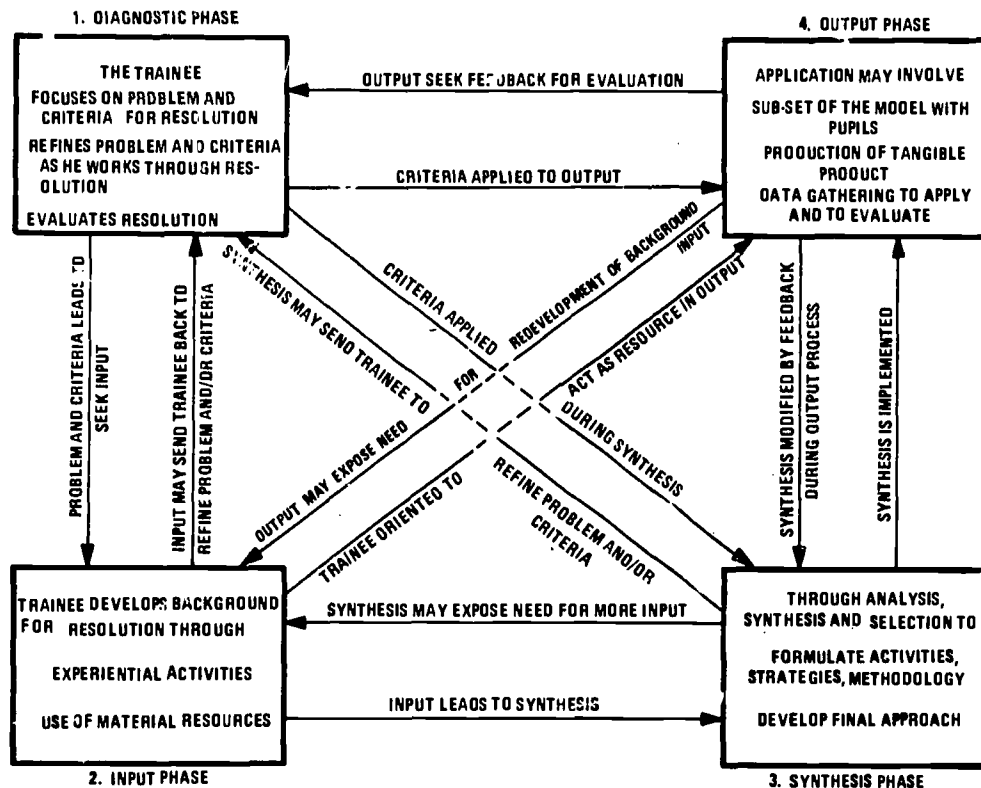 1. DIAGNOSTIC PHASE
THE TRAINEE
FOCUSES ON PROBLEM AND
CRITERIA FOR RESOLUTION
REFINES PROBLEM AND CRITERIA
AS HE WORKS THROUGH RES-
OLUTION
EVALUATES RESOLUTION
4. OUTPUT PHASE
APPLICATION MAY INVOLVE
SUB-SET OF THE MODEL WITH
PUPILS
PRODUCTION OF TANGIBLE
PRODUCT
DATA GATHERING TO APPLY
AND TO EVALUATE
OUTPUT SEEK FEEDBACK FOR EVALUATION
CRITERIA APPLIED TO OUTPUT
PROBLEM AND CRITERIA LEADS TO
SEEK INPUT
INPUT MAY SEND TRAINEE BACK TO
REFINE PROBLEM AND/OR CRITERIA
SYNTHESIS MAY SEND TRAINEE TO
REFINE PROBLEM AND/OR
CRITERIA
CRITERIA APPLIED
DURING SYNTHESIS
OUTPUT MAY EXPOSE NEED
FOR
REDEVELOPMENT OF BACKGROUND
INPUT
TRAINEE ORIENTED TO
ACT AS RESOURCE IN OUTPUT
SYNTHESIS MODIFIED BY FEEDBACK
DURING OUTPUT PROCESS
SYNTHESIS IS IMPLEMENTED
TRAINEE DEVELOPS BACKGROUND
FOR RESOLUTION THROUGH
EXPERIENTIAL ACTIVITIES
USE OF MATERIAL RESOURCES
2. INPUT PHASE
SYNTHESIS MAY EXPOSE NEED FOR MORE INPUT
INPUT LEADS TO SYNTHESIS
THROUGH ANALYSIS,
SYNTHESIS AND SELECTION TO
FORMULATE ACTIVITIES,
STRATEGIES, METHODOLOGY
DEVELOP FINAL APPROACH
3. SYNTHESIS PHASE